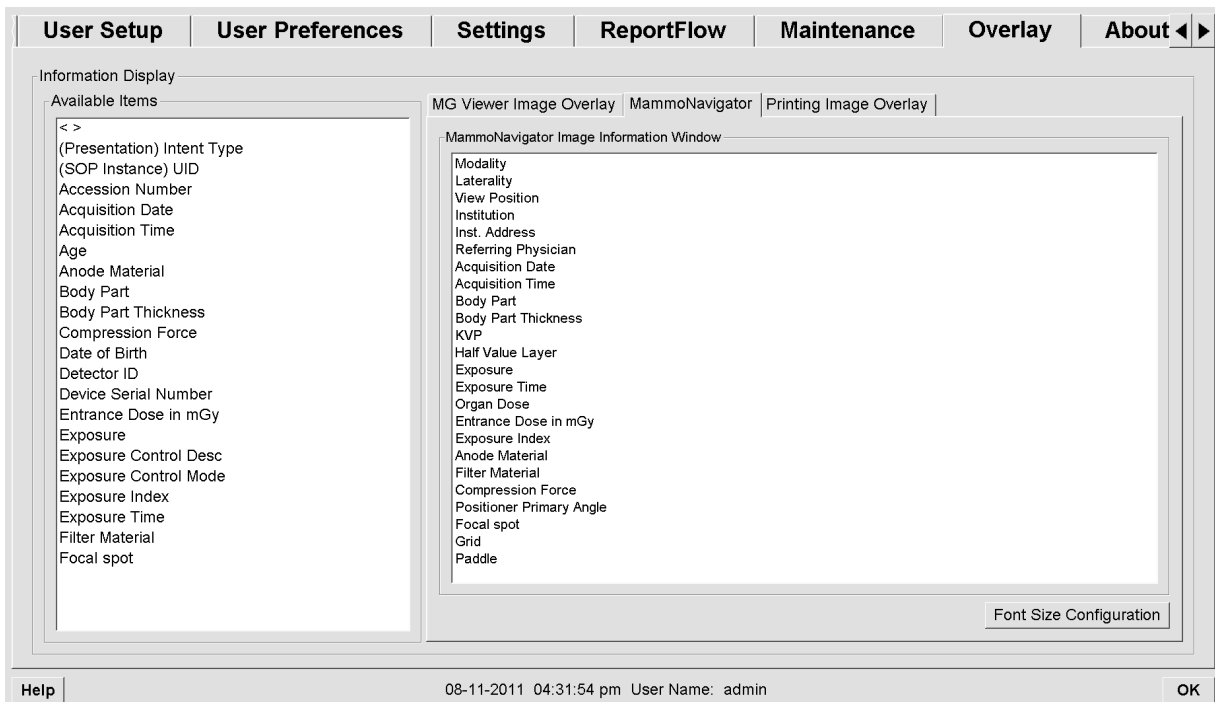 User Setup User Preferences Settings ReportFlow Maintenance Overlay About
Information Display
Available Items
< >
(Presentation) Intent Type
(SOP Instance) UID
Accession Number
Acquisition Date
Acquisition Time
Age
Anode Material
Body Part
Body Part Thickness
Compression Force
Date of Birth
Detector ID
Device Serial Number
Entrance Dose in mGy
Exposure
Exposure Control Desc
Exposure Control Mode
Exposure Index
Exposure Time
Filter Material
Focal spot
MG Viewer Image Overlay MammoNavigator Printing Image Overlay
MammoNavigator Image Information Window
Modality
Laterality
View Position
Institution
Inst. Address
Referring Physician
Acquisition Date
Acquisition Time
Body Part
Body Part Thickness
KVP
Half Value Layer
Exposure
Exposure Time
Organ Dose
Entrance Dose in mGy
Exposure Index
Anode Material
Filter Material
Compression Force
Positioner Primary Angle
Focal spot
Grid
Paddle
Font Size Configuration
Help 08-11-2011 04:31:54 pm User Name: admin OK